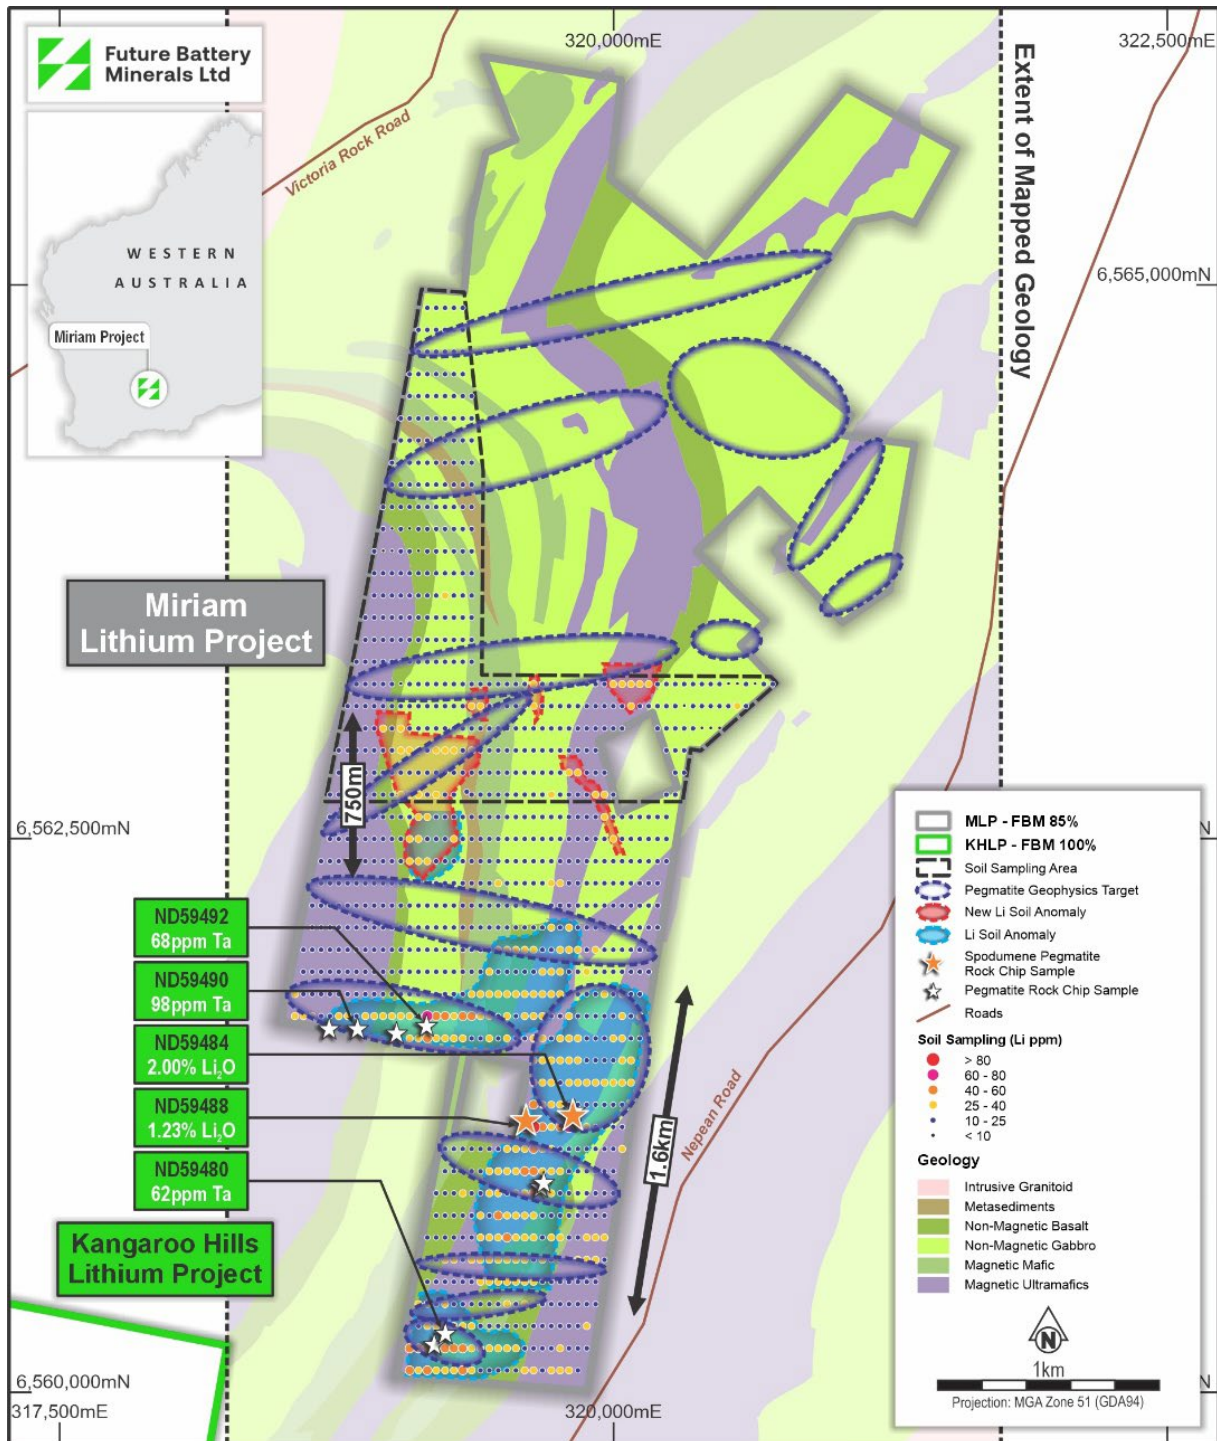 Future Battery
Minerals Ltd
320,000mE
322,500mE
Victoria Rock Road
Extent of Mapped Geology
WESTERN
AUSTRALIA
Miriam Project
6,565,000mN
Miriam
Lithium Project
750m
6,562,500mN
N
ND59492
68ppm Ta
ND59490
98ppm Ta
ND59484
2.00% Li₂O
ND59488
1.23% Li₂O
ND59480
62ppm Ta
Kangaroo Hills
Lithium Project
1.6km
Nepean Road
MLP - FBM 85%
KHLP - FBM 100%
Soil Sampling Area
Pegmatite Geophysics Target
New Li Soil Anomaly
Li Soil Anomaly
Spodumene Pegmatite
Rock Chip Sample
Pegmatite Rock Chip Sample
Roads
Soil Sampling (Li ppm)
> 80
60 - 80
40 - 60
25 - 40
10 - 25
< 10
Geology
Intrusive Granitoid
Metasediments
Non-Magnetic Basalt
Non-Magnetic Gabbro
Magnetic Mafic
Magnetic Ultramafics
N
1km
Projection: MGA Zone 51 (GDA94)
6,560,000mN
N
317,500mE
320,000mE